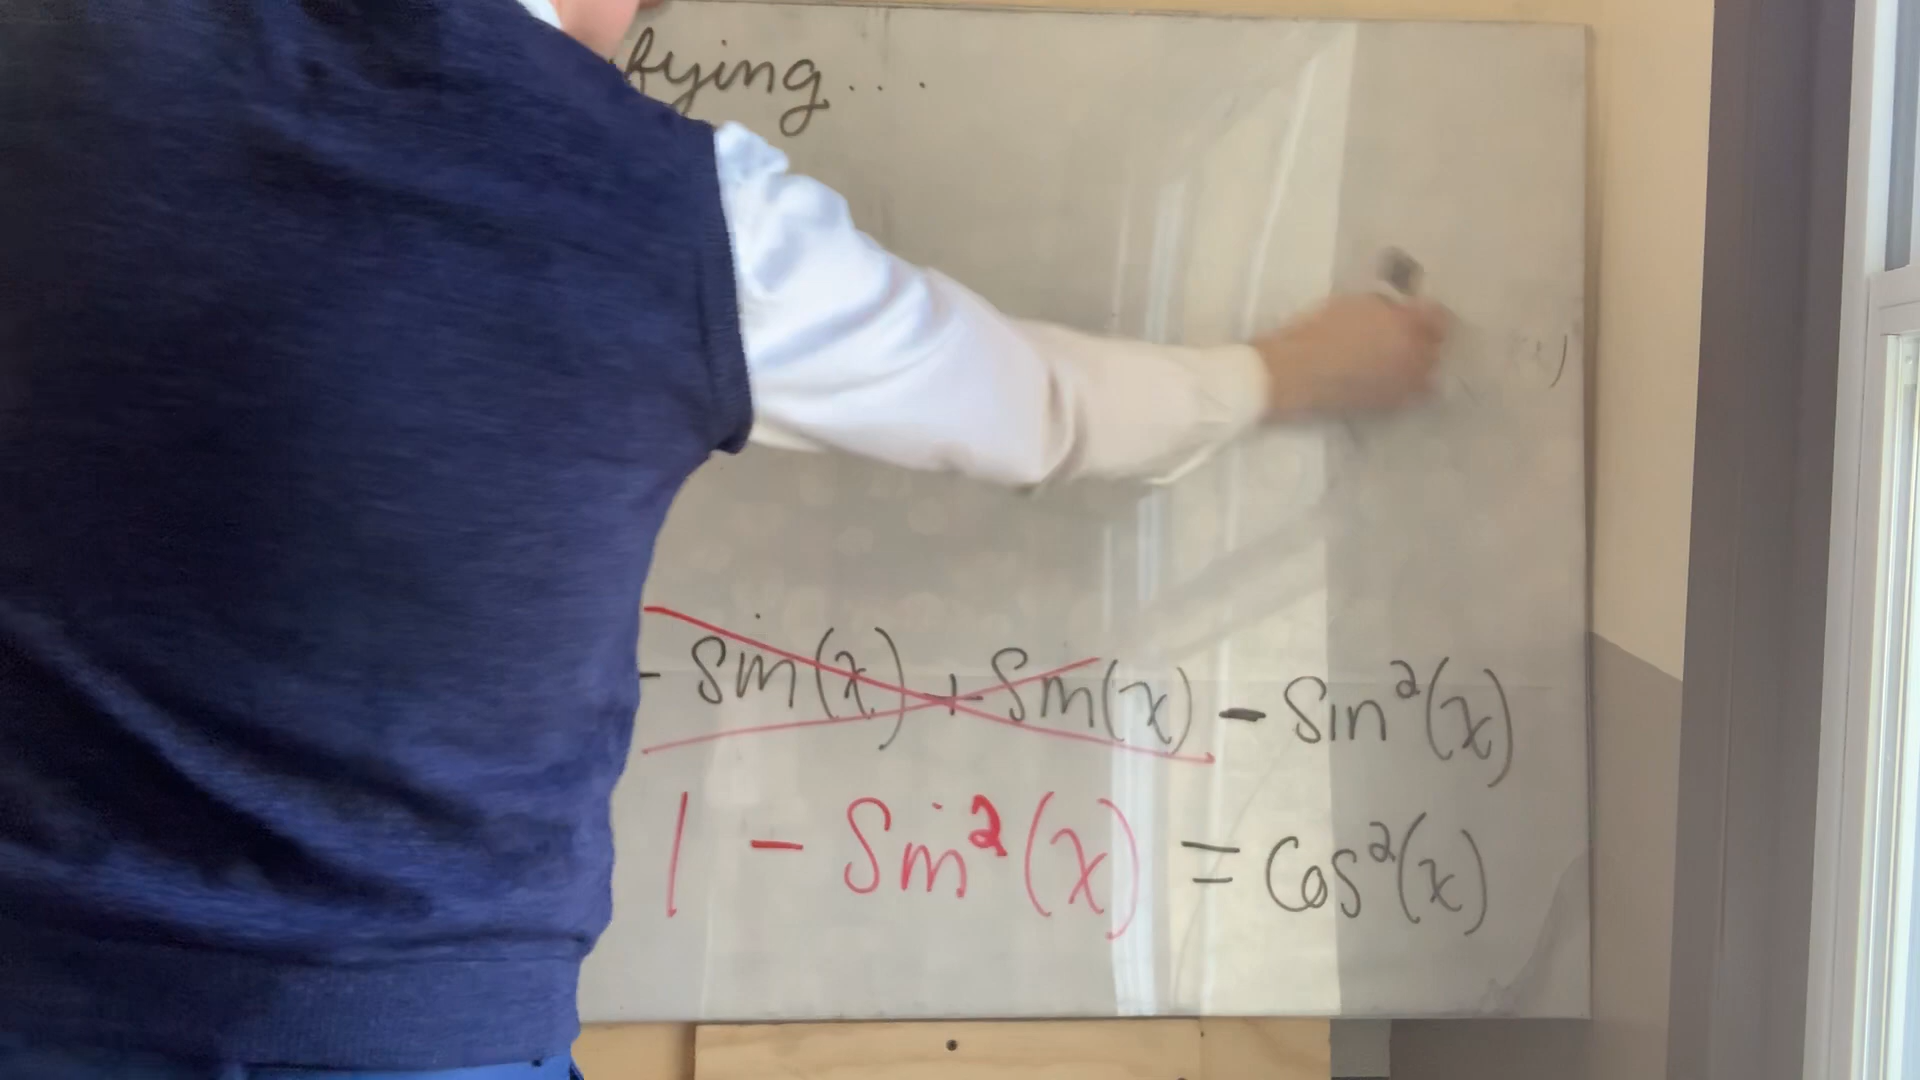 fying...
- sin(x) + sin(x) - sin²(x)
1 - sin²(x) = cos²(x)